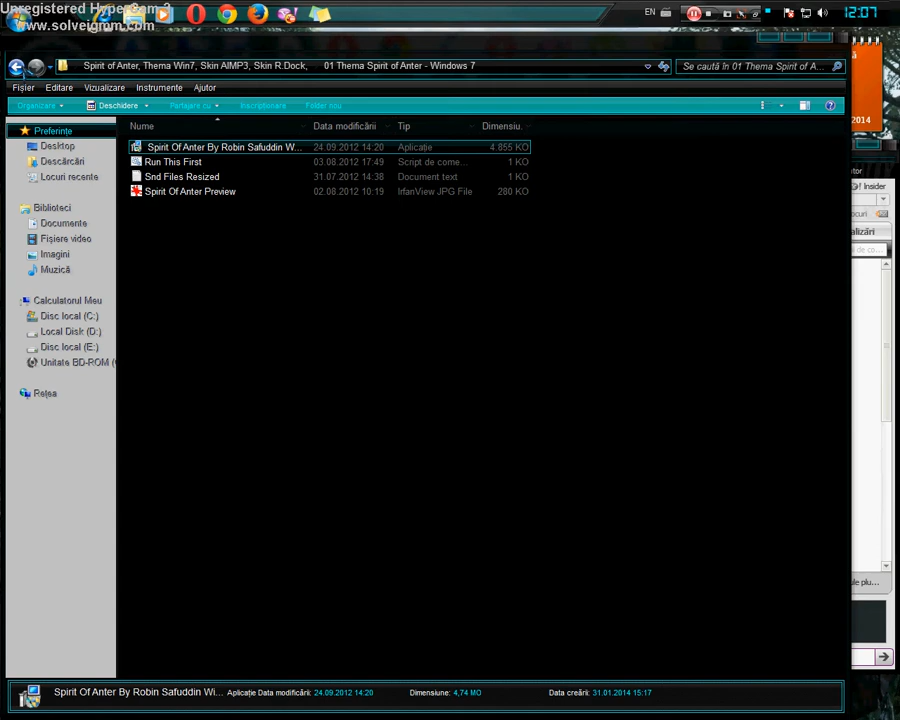 Unregistered HyperCam 2
www.solveigmm.com
EN
12:07
Spirit of Anter, Thema Win7, Skin AIMP3, Skin R.Dock,
01 Thema Spirit of Anter - Windows 7
Se caută în 01 Thema Spirit of A...
Fișier Editare Vizualizare Instrumente Ajutor
Organizare Deschidere Partajare cu Inscripționare Folder nou
2014
Nume Data modificării Tip Dimensiu...
Preferințe
Desktop
Descărcări
Locuri recente
Biblioteci
Documente
Fișiere video
Imagini
Muzică
Calculatorul Meu
Disc local (C:)
Local Disk (D:)
Disc local (E:)
Unitate BD-ROM (
Rețea
Spirit Of Anter By Robin Safuddin W... 24.09.2012 14:20 Aplicație 4.855 KO
Run This First 03.08.2012 17:49 Script de come... 1 KO
Snd Files Resized 31.07.2012 14:38 Document text 1 KO
Spirit Of Anter Preview 02.08.2012 10:19 IrfanView JPG File 280 KO
tor
Insider
ocuri
alizări
de co...
ile plu...
Spirit Of Anter By Robin Safuddin Wi... Aplicație Data modificării: 24.09.2012 14:20 Dimensiune: 4,74 MO Data creării: 31.01.2014 15:17